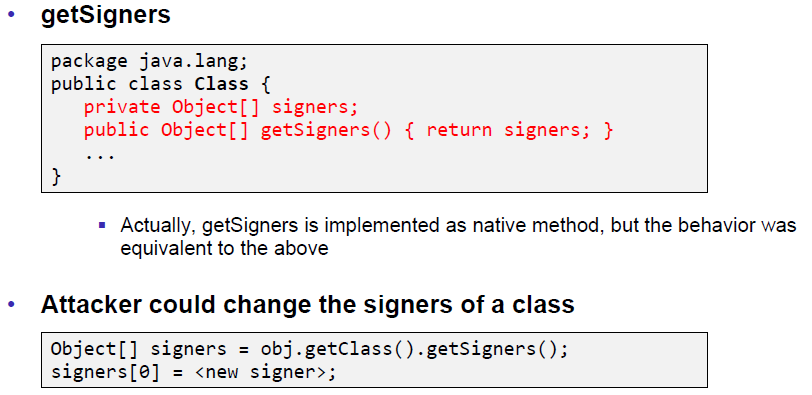 • getSigners
package java.lang;
public class Class {
   private Object[] signers;
   public Object[] getSigners() { return signers; }
   ...
}
▪ Actually, getSigners is implemented as native method, but the behavior was
equivalent to the above
• Attacker could change the signers of a class
Object[] signers = obj.getClass().getSigners();
signers[0] = <new signer>;